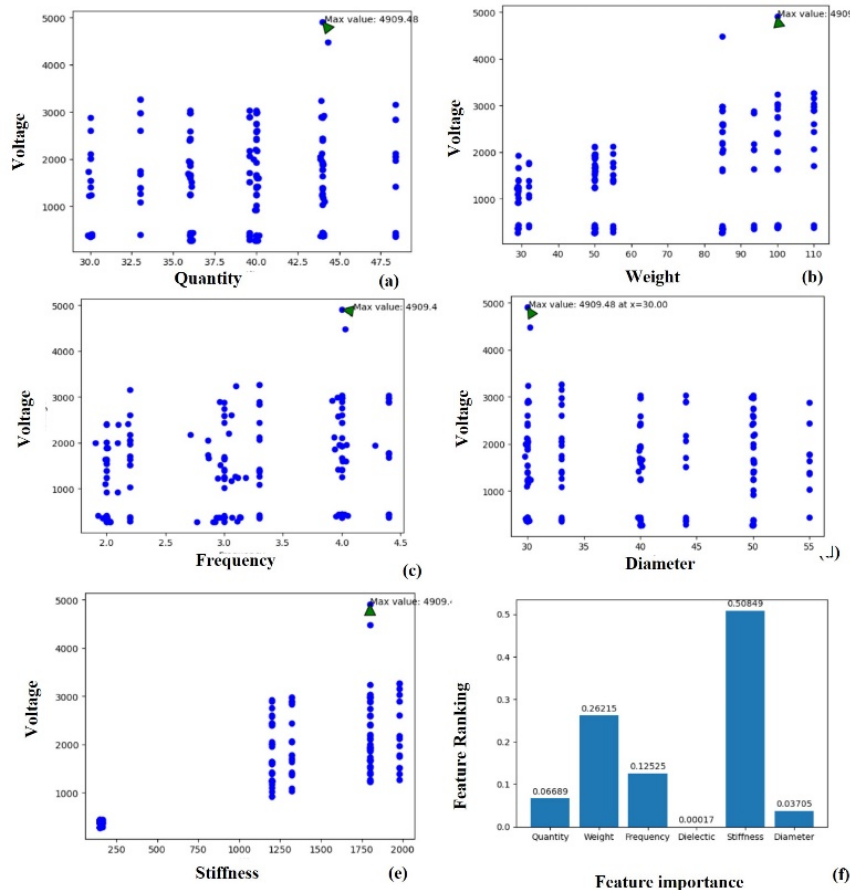 Max value: 4909.48
5000
4000
3000
2000
1000
0
Voltage
30.0 32.5 35.0 37.5 40.0 42.5 45.0 47.5
Quantity
(a)
Max value: 4909
5000
4000
3000
2000
1000
0
Voltage
30 40 50 60 70 80 90 100 110
Weight
(b)
Max value: 4909.4
5000
4000
3000
2000
1000
0
Voltage
2.0 2.5 3.0 3.5 4.0 4.5
Frequency
(c)
Max value: 4909.48 at x=30.00
5000
4000
3000
2000
1000
0
Voltage
30 35 40 45 50 55
Diameter
Max value: 4909.
5000
4000
3000
2000
1000
0
Voltage
250 500 750 1000 1250 1500 1750 2000
Stiffness
(e)
0.5
0.4
0.3
0.2
0.1
0.0
Feature Ranking
0.06689
0.26215
0.12525
0.00017
0.50849
0.03705
Quantity Weight Frequency Dielectic Stiffness Diameter
Feature importance
(f)